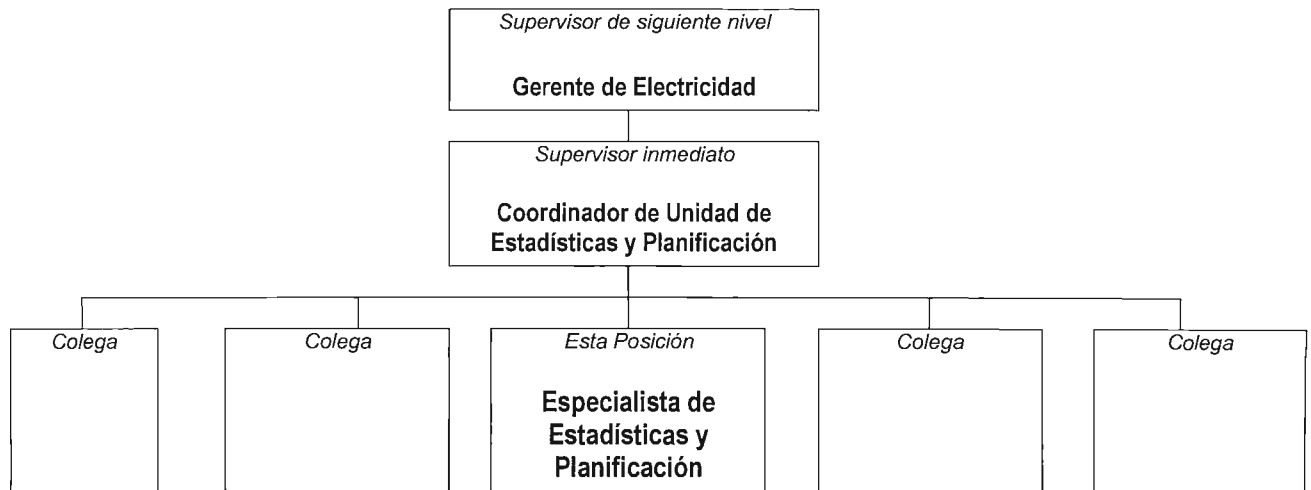 Supervisor de siguiente nivel
Gerente de Electricidad
Supervisor inmediato
Coordinador de Unidad de
Estadísticas y Planificación
Colega
Colega
Esta Posición
Colega
Colega
Especialista de
Estadísticas y
Planificación